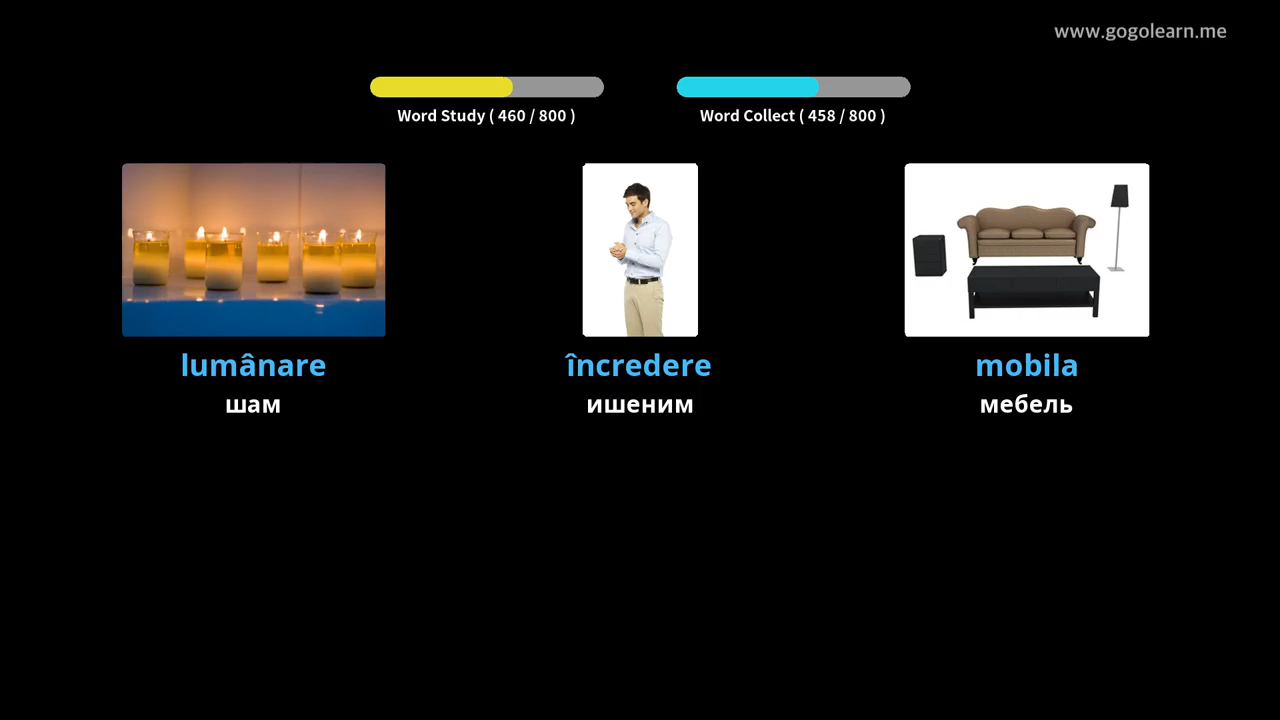 www.gogolearn.me
Word Study ( 460 / 800 )
Word Collect ( 458 / 800 )
lumânare
încredere
mobila
шам
ишеним
мебель